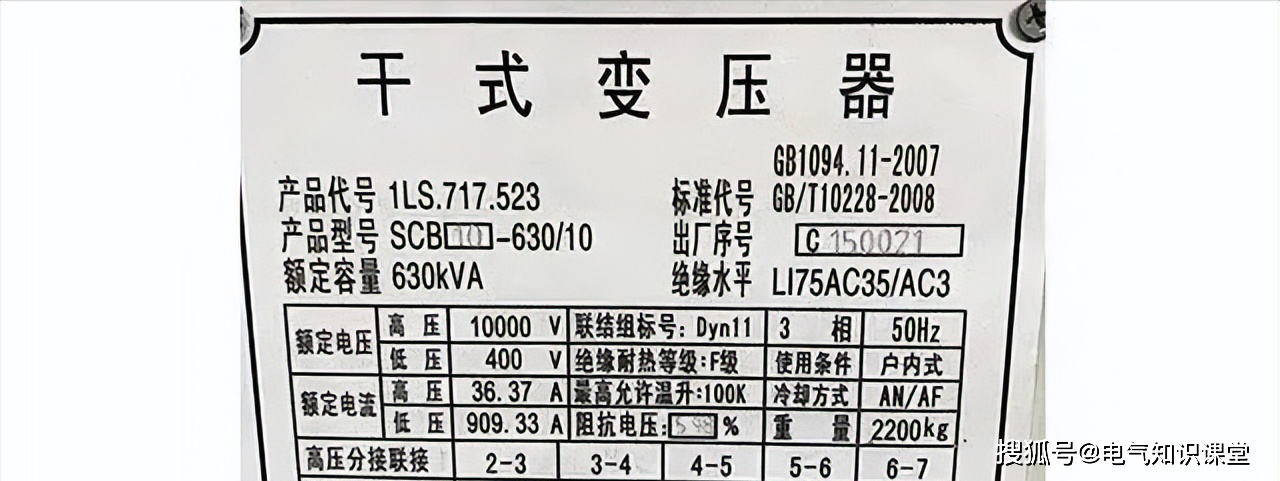 干式变压器
GB1094.11-2007
产品代号 1LS.717.523 标准代号 GB/T10228-2008
产品型号 SCB10-630/10 出厂序号 C150021
额定容量 630kVA 绝缘水平 LI75AC35/AC3
额定电压 高压 10000 V 联结组标号: Dyn11 3 相 50Hz
低压 400 V 绝缘耐热等级:F级 使用条件 户内式
额定电流 高压 36.37 A 最高允许温升:100K 冷却方式 AN/AF
低压 909.33 A 阻抗电压: 5.98 % 重量 2200kg
高压分接联接 2-3 3-4 4-5 5-6 6-7
搜狐号@电气知识课堂